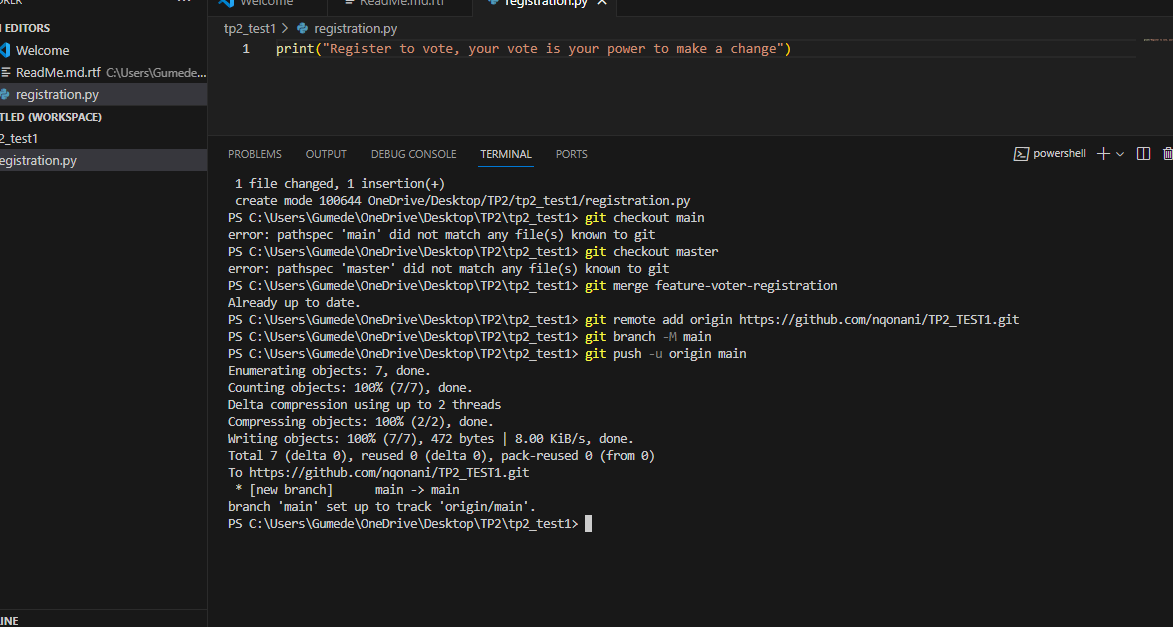 Welcome
ReadMe.md.rtf
registration.py
EDITORS
Welcome
ReadMe.md.rtf C:\Users\Gumede...
registration.py
(WORKSPACE)
_test1
egistration.py
tp2_test1 > registration.py
1 print("Register to vote, your vote is your power to make a change")
PROBLEMS OUTPUT DEBUG CONSOLE TERMINAL PORTS
powershell
1 file changed, 1 insertion(+)
create mode 100644 OneDrive/Desktop/TP2/tp2_test1/registration.py
PS C:\Users\Gumede\OneDrive\Desktop\TP2\tp2_test1> git checkout main
error: pathspec 'main' did not match any file(s) known to git
PS C:\Users\Gumede\OneDrive\Desktop\TP2\tp2_test1> git checkout master
error: pathspec 'master' did not match any file(s) known to git
PS C:\Users\Gumede\OneDrive\Desktop\TP2\tp2_test1> git merge feature-voter-registration
Already up to date.
PS C:\Users\Gumede\OneDrive\Desktop\TP2\tp2_test1> git remote add origin https://github.com/nqonani/TP2_TEST1.git
PS C:\Users\Gumede\OneDrive\Desktop\TP2\tp2_test1> git branch -M main
PS C:\Users\Gumede\OneDrive\Desktop\TP2\tp2_test1> git push -u origin main
Enumerating objects: 7, done.
Counting objects: 100% (7/7), done.
Delta compression using up to 2 threads
Compressing objects: 100% (2/2), done.
Writing objects: 100% (7/7), 472 bytes | 8.00 KiB/s, done.
Total 7 (delta 0), reused 0 (delta 0), pack-reused 0 (from 0)
To https://github.com/nqonani/TP2_TEST1.git
* [new branch] main -> main
branch 'main' set up to track 'origin/main'.
PS C:\Users\Gumede\OneDrive\Desktop\TP2\tp2_test1>